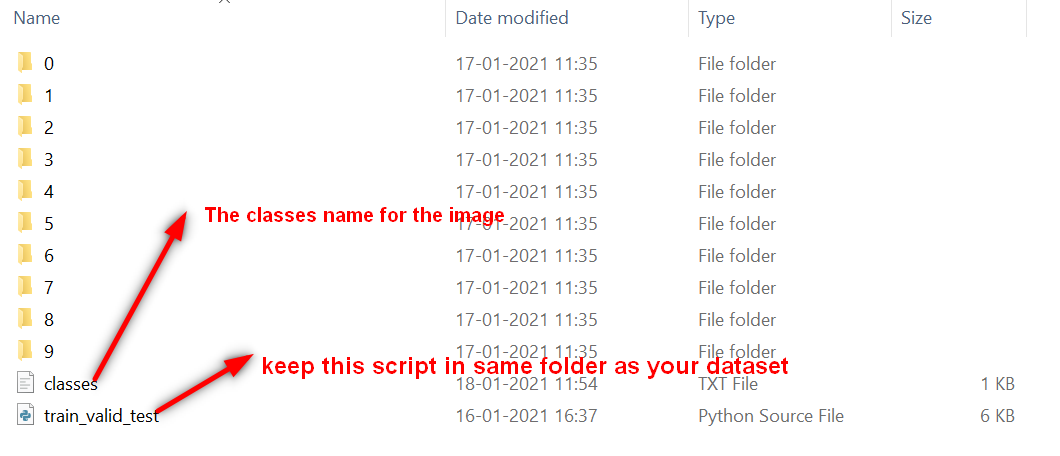 Name Date modified Type Size
0 17-01-2021 11:35 File folder
1 17-01-2021 11:35 File folder
2 17-01-2021 11:35 File folder
3 17-01-2021 11:35 File folder
4 17-01-2021 11:35 File folder
The classes name for the image
5 17-01-2021 11:35 File folder
6 17-01-2021 11:35 File folder
7 17-01-2021 11:35 File folder
8 17-01-2021 11:35 File folder
9 17-01-2021 11:35 File folder
keep this script in same folder as your dataset
classes 18-01-2021 11:54 TXT File 1 KB
train_valid_test 16-01-2021 16:37 Python Source File 6 KB